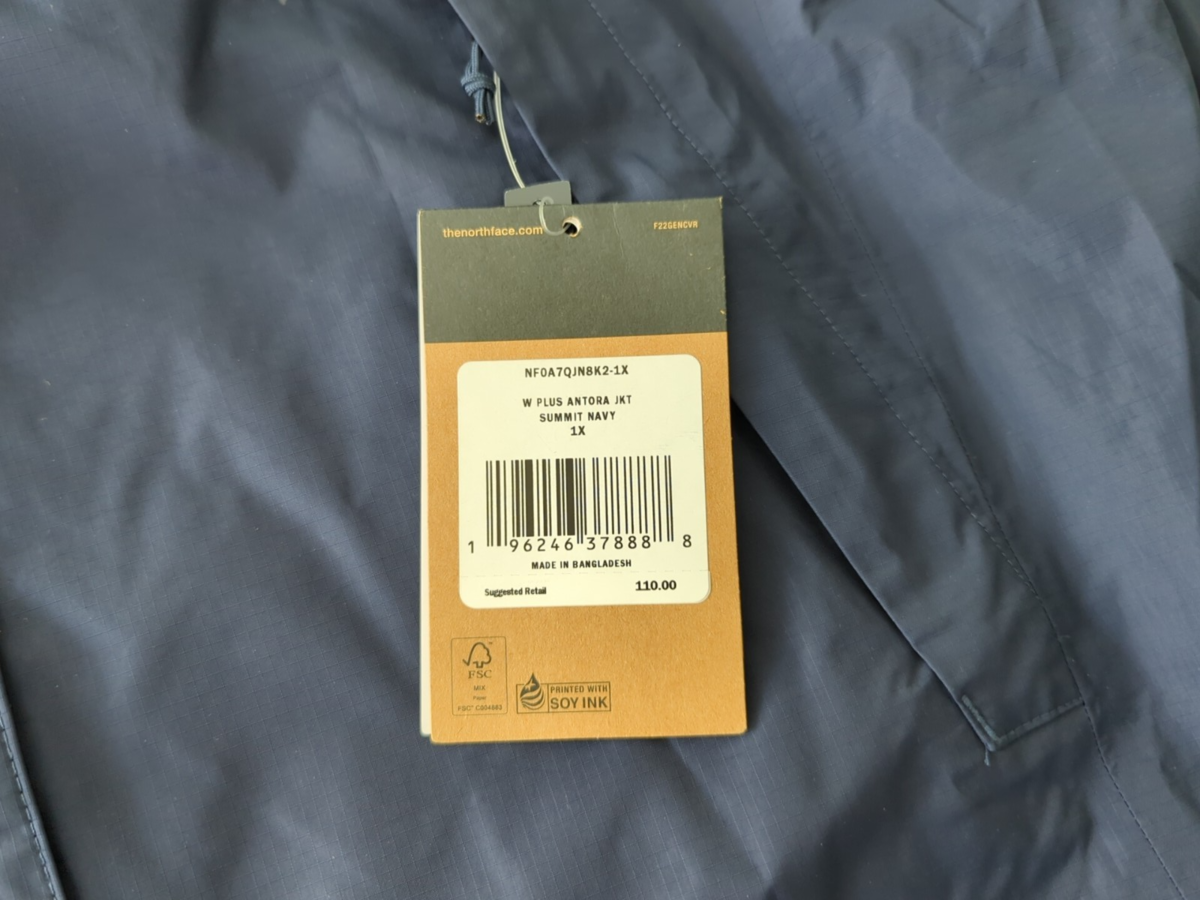 thenorthface.com F22GENCVR
NF0A7QJN8K2-1X
W PLUS ANTORA JKT
SUMMIT NAVY
1X
1 96246 37888 8
MADE IN BANGLADESH
Suggested Retail 110.00
FSC
MIX
Paper
PRINTED WITH
SOY INK